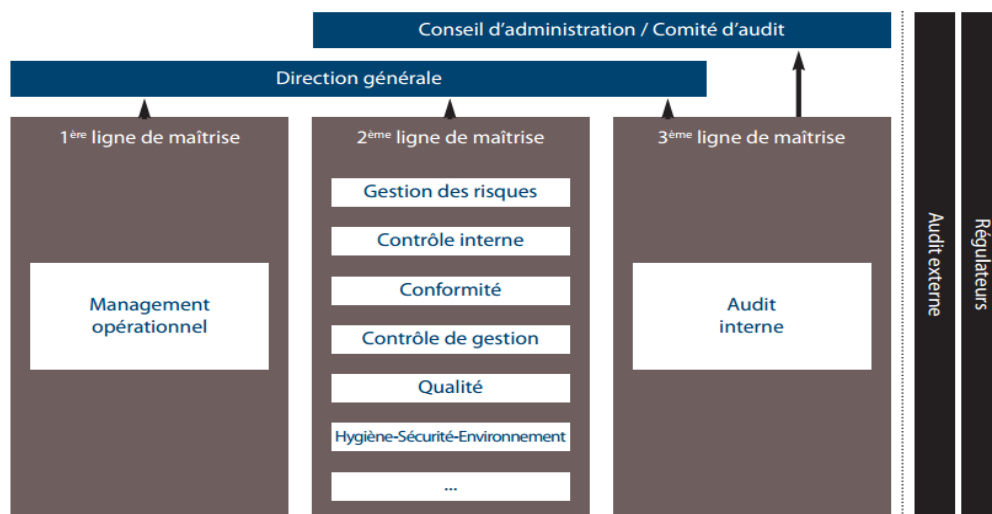 Conseil d'administration / Comité d'audit
Direction générale
1ère ligne de maîtrise
Management
opérationnel
2ème ligne de maîtrise
Gestion des risques
Contrôle interne
Conformité
Contrôle de gestion
Qualité
Hygiène-Sécurité-Environnement
...
3ème ligne de maîtrise
Audit
interne
Audit externe
Régulateurs